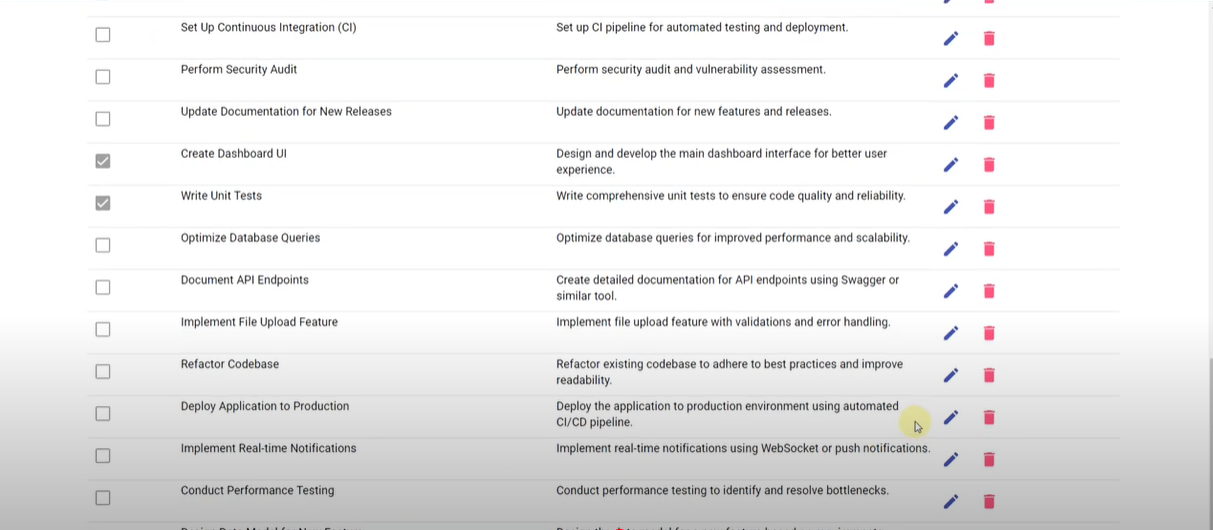 Set Up Continuous Integration (CI)
Set up CI pipeline for automated testing and deployment.
Perform Security Audit
Perform security audit and vulnerability assessment.
Update Documentation for New Releases
Update documentation for new features and releases.
Create Dashboard UI
Design and develop the main dashboard interface for better user
experience.
Write Unit Tests
Write comprehensive unit tests to ensure code quality and reliability.
Optimize Database Queries
Optimize database queries for improved performance and scalability.
Document API Endpoints
Create detailed documentation for API endpoints using Swagger or
similar tool.
Implement File Upload Feature
Implement file upload feature with validations and error handling.
Refactor Codebase
Refactor existing codebase to adhere to best practices and improve
readability.
Deploy Application to Production
Deploy the application to production environment using automated
CI/CD pipeline.
Implement Real-time Notifications
Implement real-time notifications using WebSocket or push notifications.
Conduct Performance Testing
Conduct performance testing to identify and resolve bottlenecks.